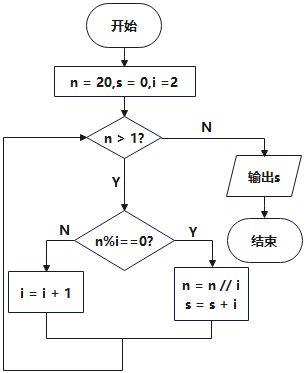 开始
n = 20,s = 0,i =2
n > 1?
N
Y
输出s
结束
n%i==0?
N
Y
i = i + 1
n = n // i
s = s + i